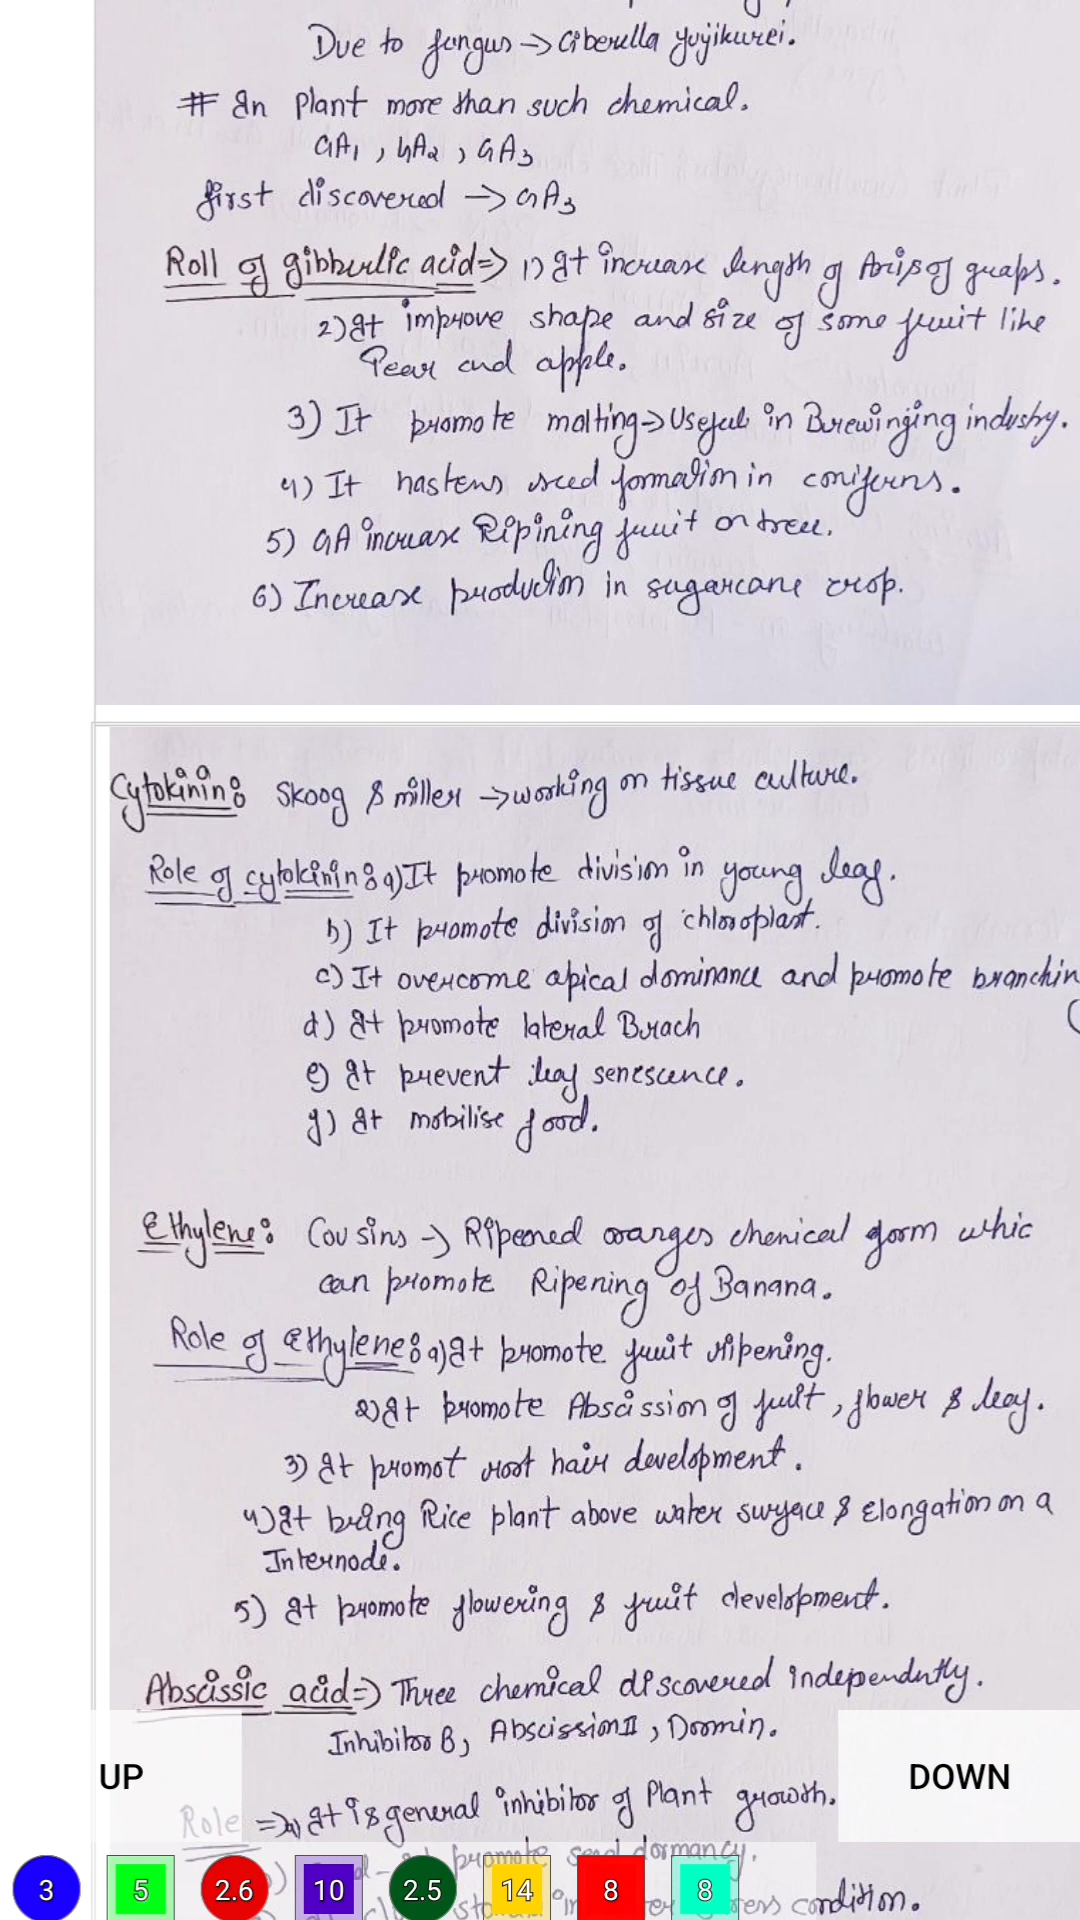 Due to fungus → Giberella fujikurei.
# In plant more than such chemical.
GA1, GA2, GA3
first discovered → GA3
Roll of gibberlic acid => 1) It increase length of Axis of graps.
2) It improve shape and size of some fruit like
Pear and apple.
3) It promote malting → Useful in Brewinging industry.
4) It hastens seed formation in conifers.
5) GA increase Ripining fruit on tree.
6) Increase production in sugarcane crop.
Cytokinin: Skoog & miller → working on tissue culture.
Role of cytokinin: a) It promote division in young leaf.
b) It promote division of chloroplast.
c) It overcome apical dominance and promote branchin
d) It promote lateral Brach
e) It prevent leaf senescence.
f) It mobilise food.
Ethylene: Cousins → Ripened oranges chemical form whic
can promote Ripening of Banana.
Role of Ethylene: a) It promote fruit ripening.
2) It promote Abscission of fruit, flower & leaf.
3) It promot root hair development.
4) It bring Rice plant above water surface & Elongation on a
Internode.
5) It promote flowering & fruit development.
Abscissic acid => Three chemical discovered independently.
Inhibitor B, Abscission II, Dormin.
UP
DOWN
Role => a) It is general inhibitor of Plant growth.
promote seed dormancy.
condition.
3 5 2.6 10 2.5 14 8 8